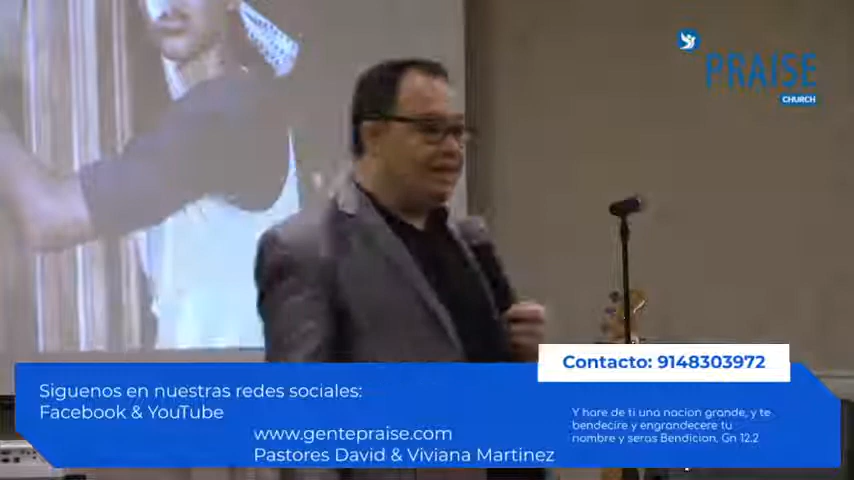 PRAISE
CHURCH
Contacto: 9148303972
Siguenos en nuestras redes sociales:
Facebook & YouTube
www.gentepraise.com
Pastores David & Viviana Martinez
Y hare de ti una nacion grande, y te
bendecire y engrandecere tu
nombre y seras Bendicion, Gn 12.2